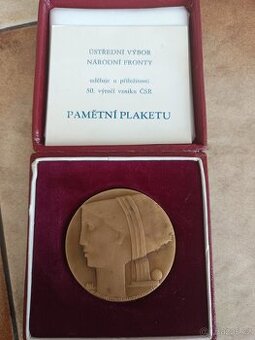 ÚSTŘEDNÍ VÝBOR
NÁRODNÍ FRONTY
uděluje u příležitosti
50. výročí vzniku ČSR
PAMĚTNÍ PLAKETU